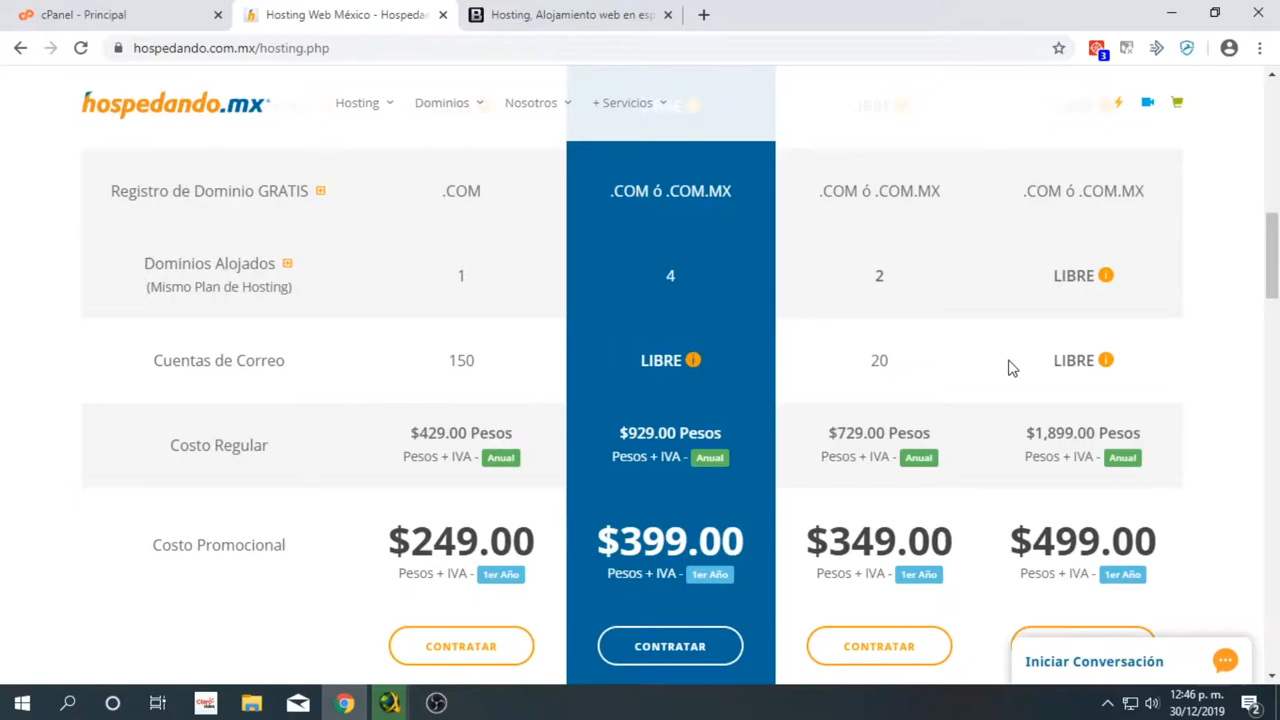 cPanel - Principal
Hosting Web México - Hospedan
Hosting, Alojamiento web en esp
hospedando.com.mx/hosting.php
3
hospedando.mx
Hosting
Dominios
Nosotros
+ Servicios
Registro de Dominio GRATIS
.COM
.COM ó .COM.MX
.COM ó .COM.MX
.COM ó .COM.MX
Dominios Alojados
(Mismo Plan de Hosting)
1
4
2
LIBRE
Cuentas de Correo
150
LIBRE
20
LIBRE
Costo Regular
$429.00 Pesos
Pesos + IVA - Anual
$929.00 Pesos
Pesos + IVA - Anual
$729.00 Pesos
Pesos + IVA - Anual
$1,899.00 Pesos
Pesos + IVA - Anual
Costo Promocional
$249.00
Pesos + IVA - 1er Año
$399.00
Pesos + IVA - 1er Año
$349.00
Pesos + IVA - 1er Año
$499.00
Pesos + IVA - 1er Año
CONTRATAR
CONTRATAR
CONTRATAR
Iniciar Conversación
Claro
video
12:46 p. m.
30/12/2019
2